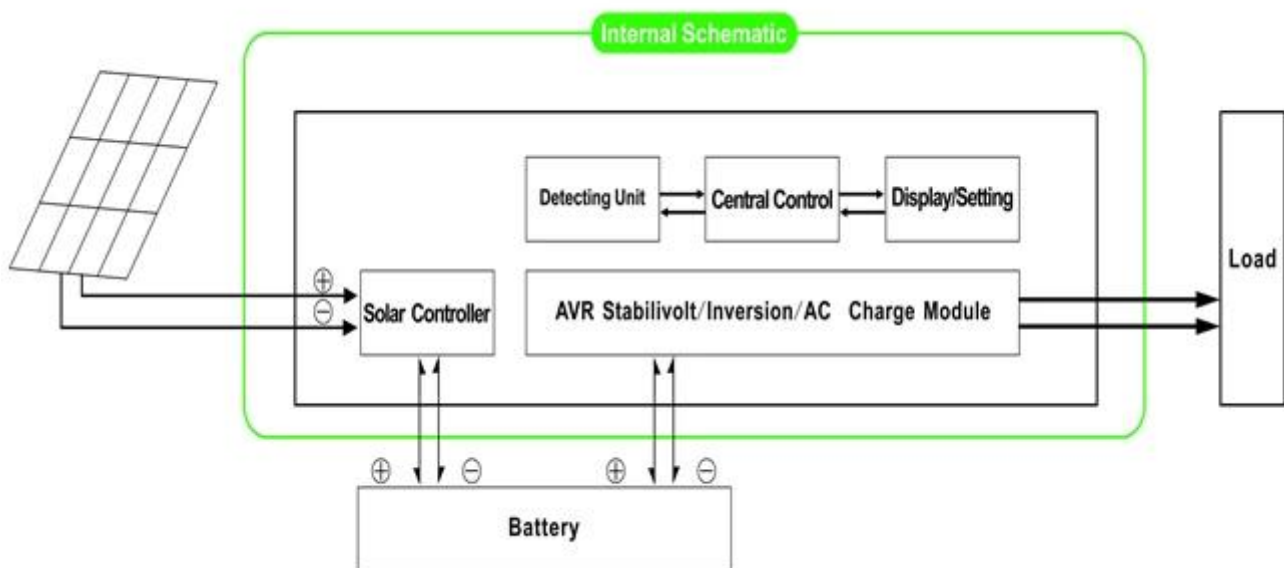 Internal Schematic
Detecting Unit
Central Control
Display/Setting
Load
⊕
⊖
Solar Controller
AVR Stabilivolt/Inversion/AC Charge Module
⊕ ⊖ ⊕ ⊖
Battery